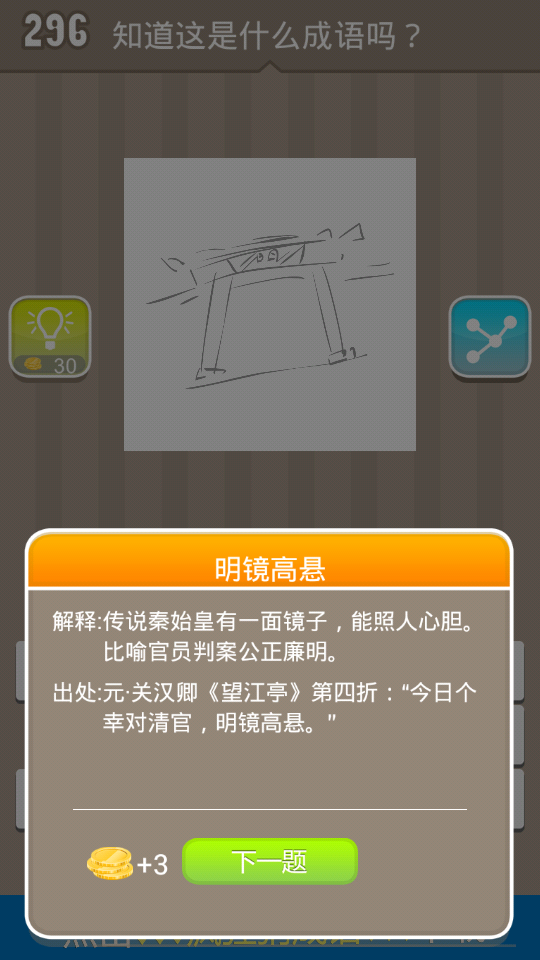 296 知道这是什么成语吗？
30
明镜高悬
解释:传说秦始皇有一面镜子，能照人心胆。
比喻官员判案公正廉明。
出处:元·关汉卿《望江亭》第四折：“今日个
幸对清官，明镜高悬。”
+3 下一题